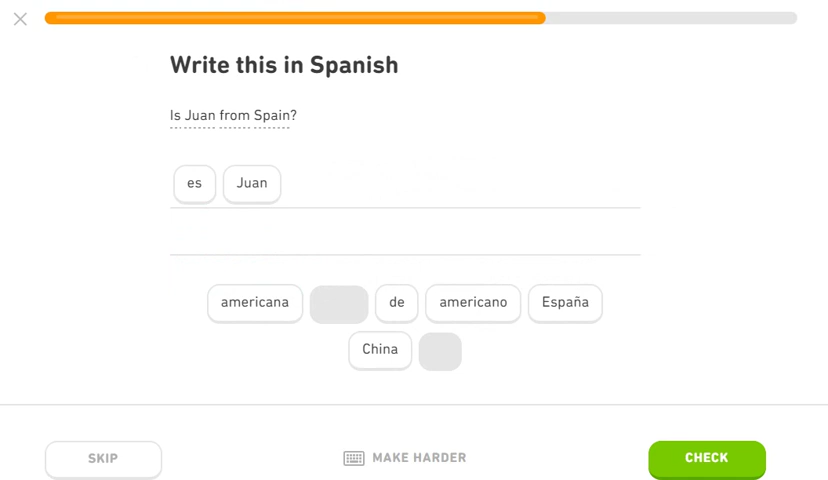 Write this in Spanish
Is Juan from Spain?
es Juan
americana de americano España
China
SKIP MAKE HARDER CHECK